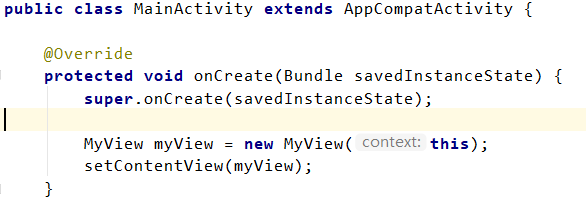 public class MainActivity extends AppCompatActivity {
@Override
protected void onCreate(Bundle savedInstanceState) {
super.onCreate(savedInstanceState);
MyView myView = new MyView( context: this);
setContentView(myView);
}